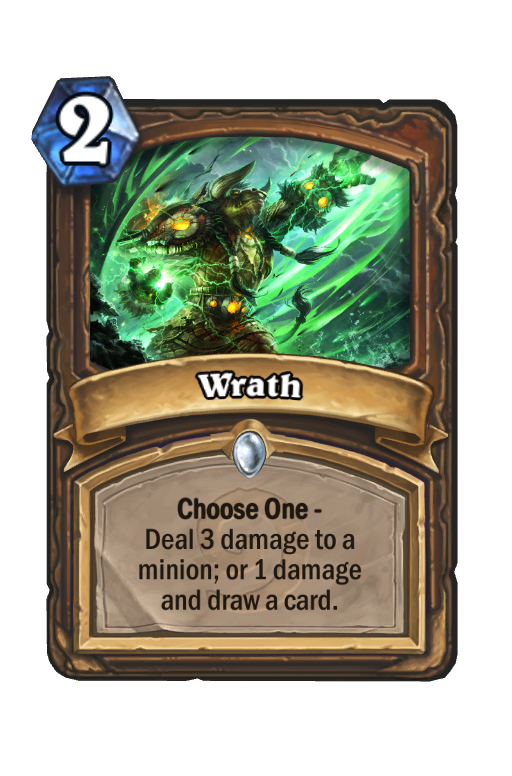 2
Wrath
Choose One -
Deal 3 damage to a
minion; or 1 damage
and draw a card.